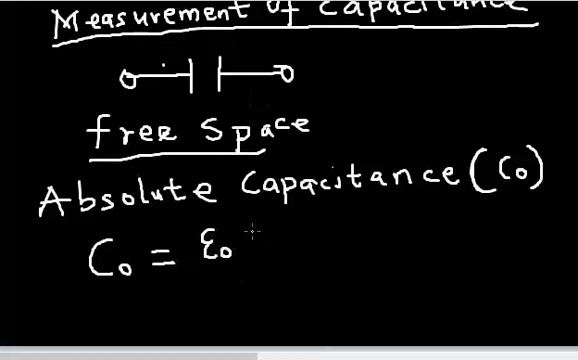 Measurement of Capacitance
free space
Absolute Capacitance (C₀)
C₀ = ε₀